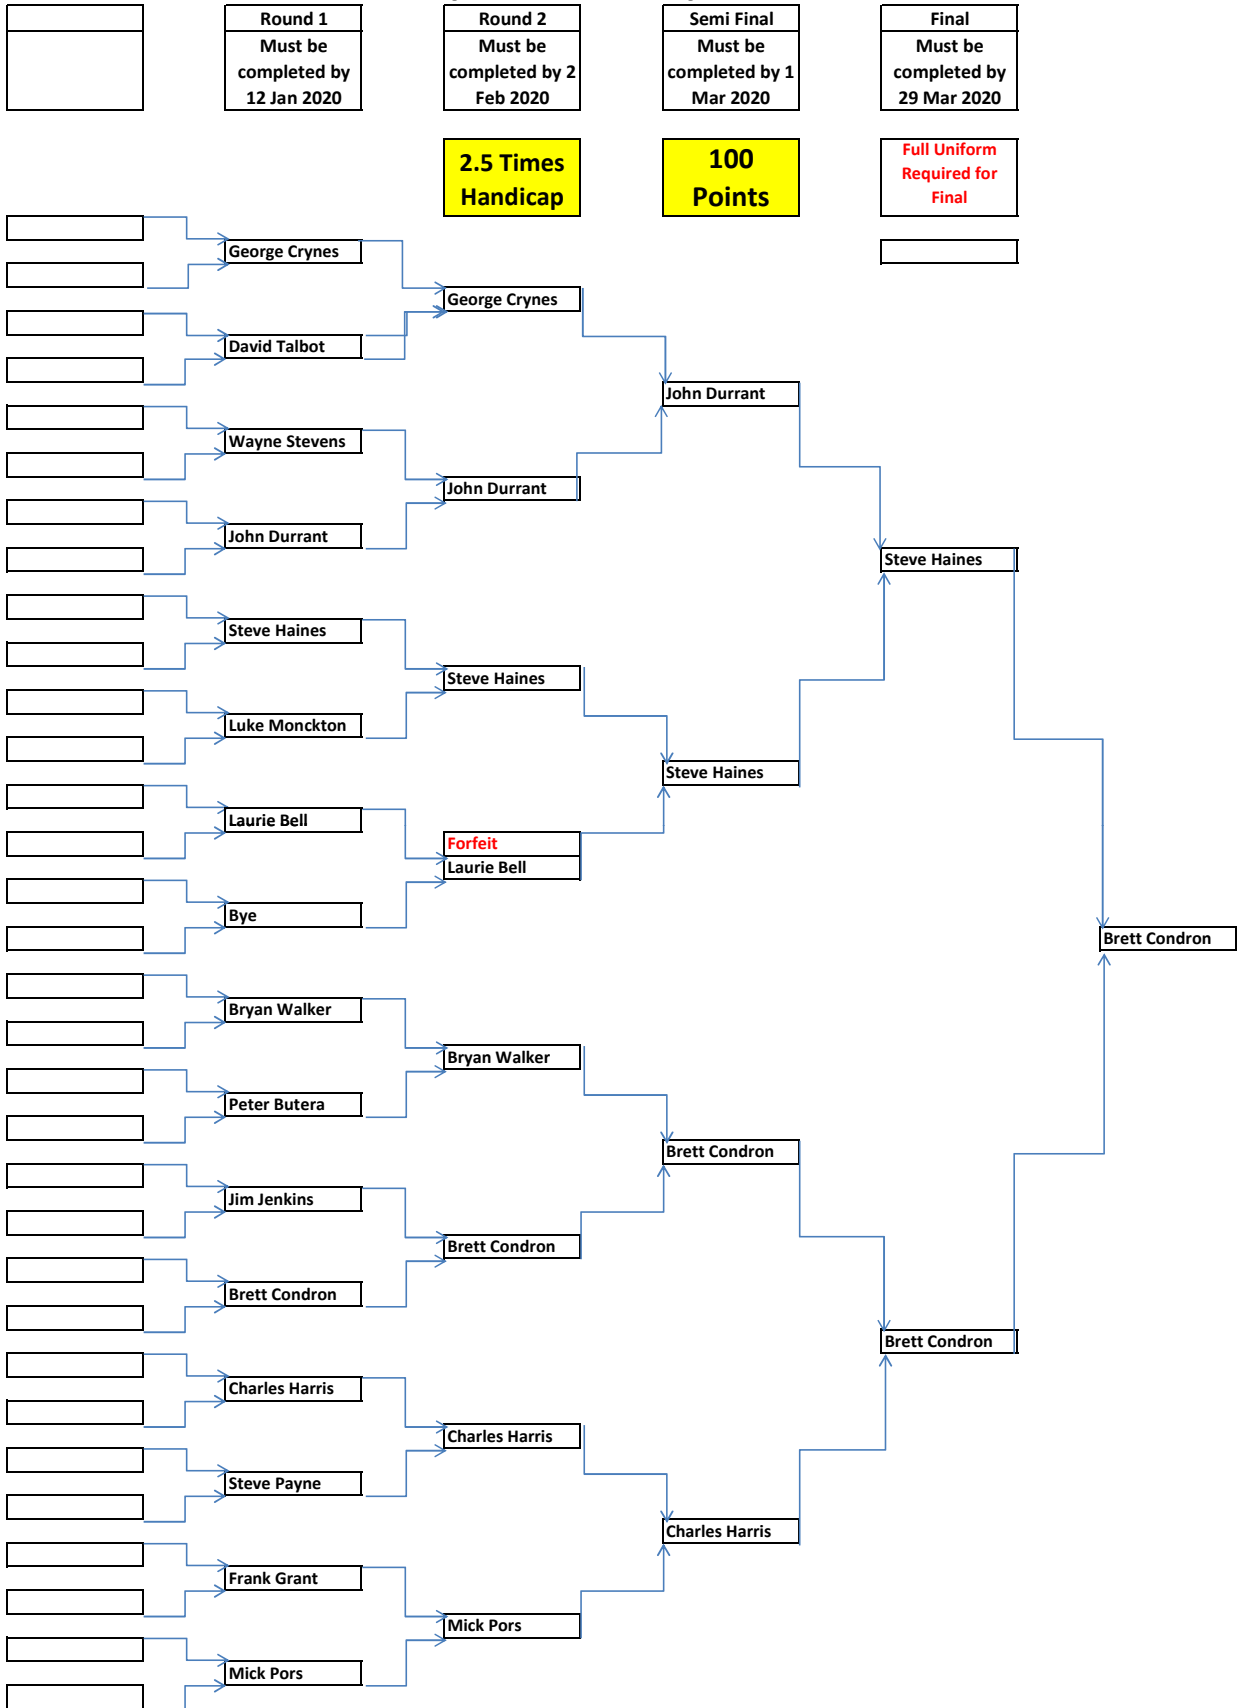 Round 1
Round 2
Semi Final
Final
Must be
completed by
12 Jan 2020
Must be
completed by 2
Feb 2020
Must be
completed by 1
Mar 2020
Must be
completed by
29 Mar 2020
2.5 Times
Handicap
100
Points
Full Uniform
Required for
Final
George Crynes
George Crynes
David Talbot
John Durrant
Wayne Stevens
John Durrant
John Durrant
Steve Haines
Steve Haines
Steve Haines
Luke Monckton
Steve Haines
Laurie Bell
Forfeit
Laurie Bell
Bye
Brett Condron
Bryan Walker
Bryan Walker
Peter Butera
Brett Condron
Jim Jenkins
Brett Condron
Brett Condron
Brett Condron
Charles Harris
Charles Harris
Steve Payne
Charles Harris
Frank Grant
Mick Pors
Mick Pors